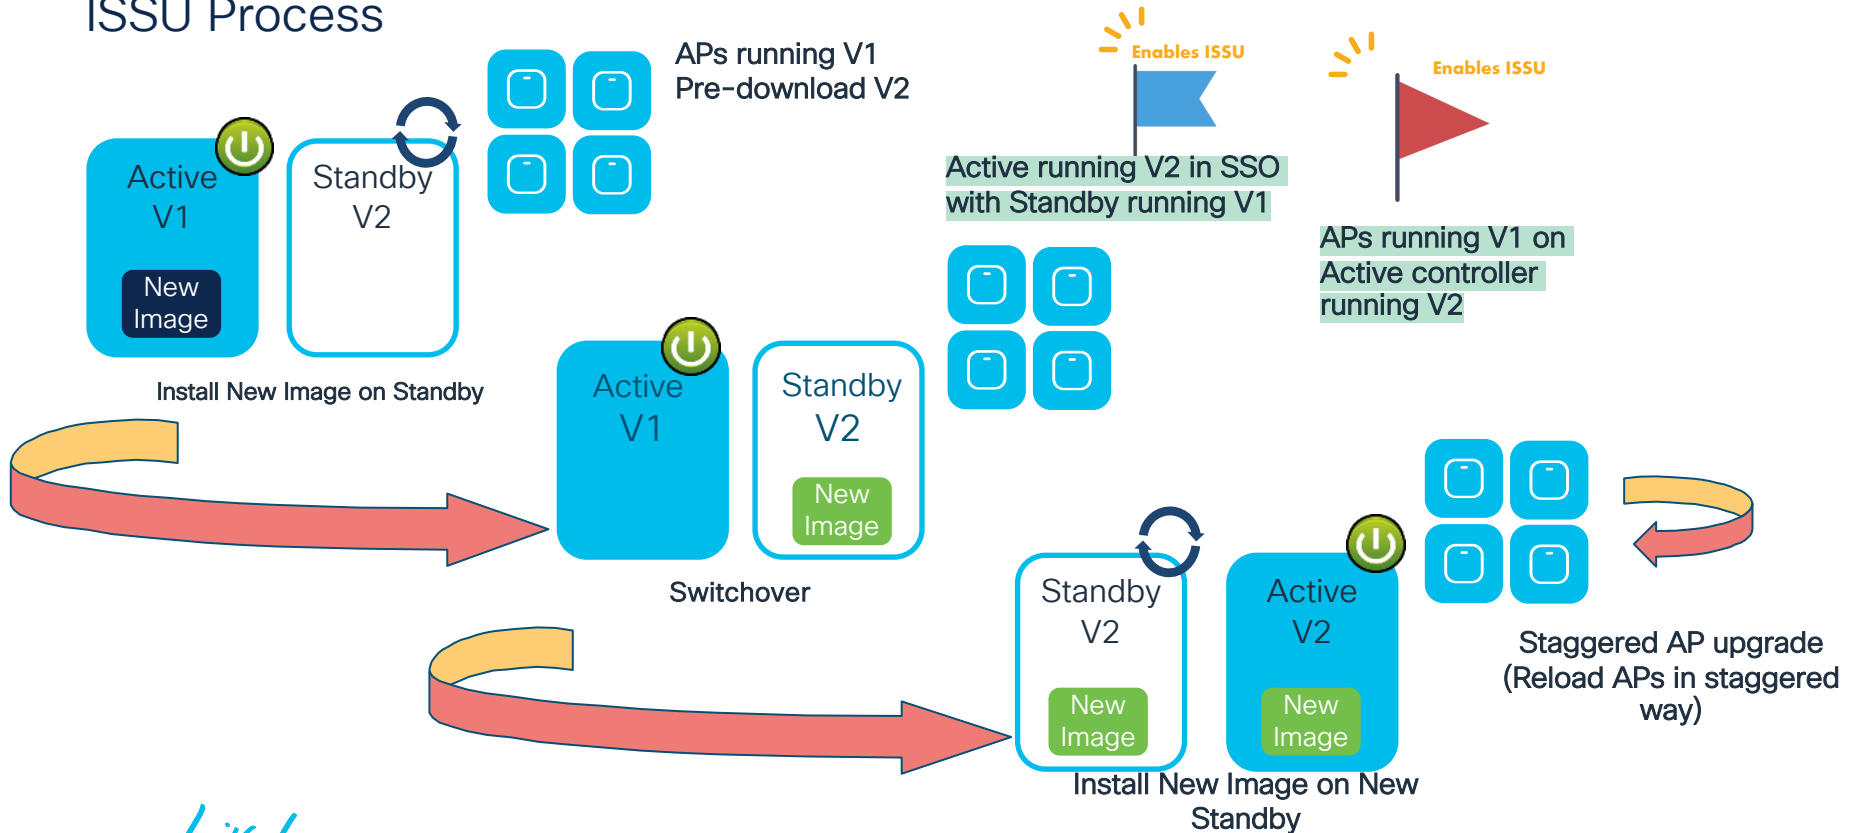 ISSU Process
APs running V1
Pre-download V2
Enables ISSU
Enables ISSU
Active
V1
New
Image
Standby
V2
Install New Image on Standby
Active running V2 in SSO
with Standby running V1
APs running V1 on
Active controller
running V2
Active
V1
Standby
V2
New
Image
Switchover
Standby
V2
New
Image
Active
V2
New
Image
Install New Image on New
Standby
Staggered AP upgrade
(Reload APs in staggered
way)